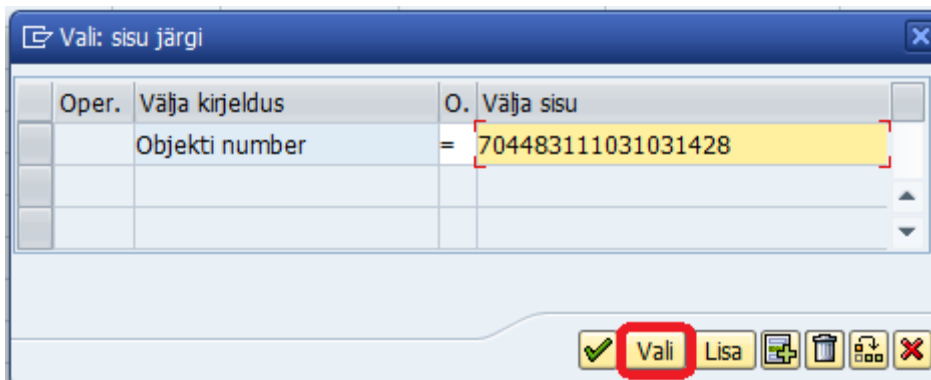 Vali: sisu järgi
Oper. Välja kirjeldus O. Välja sisu
Objekti number = 704483111031031428
Vali Lisa